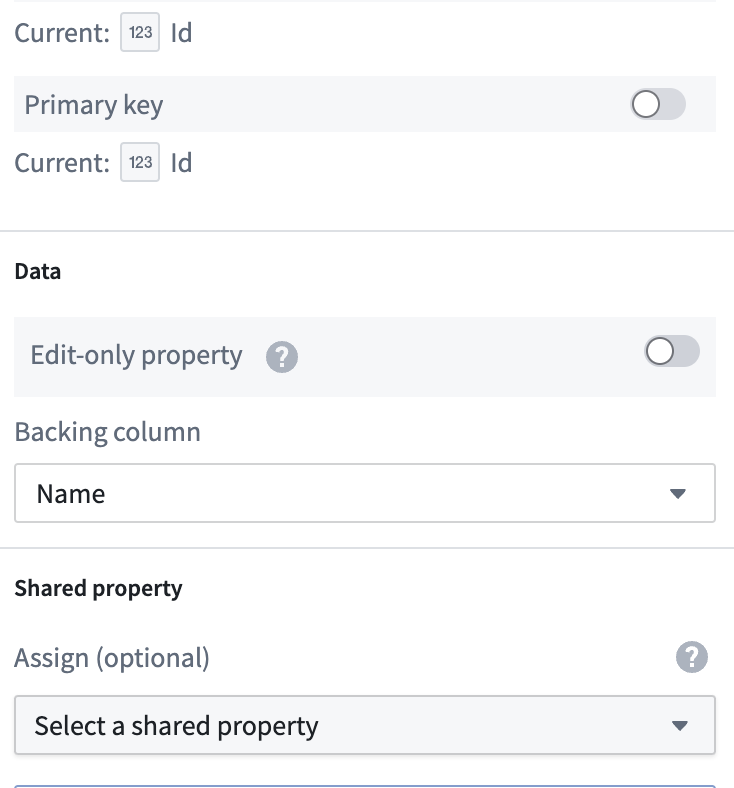 Current: 123 Id
Primary key
Current: 123 Id
Data
Edit-only property ?
Backing column
Name
Shared property
Assign (optional) ?
Select a shared property